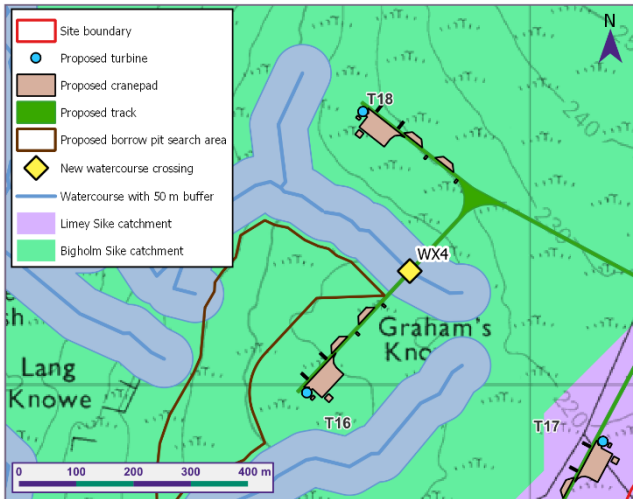 Site boundary
Proposed turbine
Proposed cranepad
Proposed track
Proposed borrow pit search area
New watercourse crossing
Watercourse with 50 m buffer
Limey Sike catchment
Bigholm Sike catchment
N
T18
240
230
WX4
Graham's
Kno
Lang
Knowe
T16
T17
220
0 100 200 300 400 m